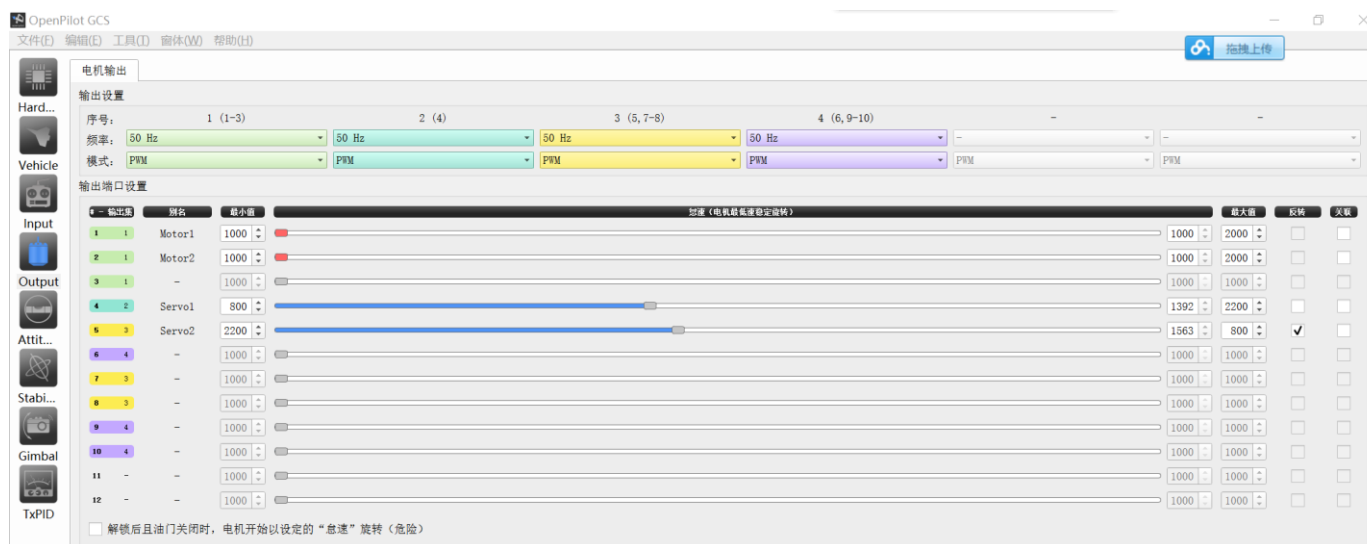 OpenPilot GCS
文件(F) 编辑(E) 工具(T) 窗体(W) 帮助(H)
拖拽上传
Hard...
Vehicle
Input
Output
Attit...
Stabi...
Gimbal
TxPID
电机输出
输出设置
序号： 1 (1-3) 2 (4) 3 (5,7-8) 4 (6,9-10) - -
频率： 50 Hz 50 Hz 50 Hz 50 Hz - -
模式： PWM PWM PWM PWM PWM PWM
输出端口设置
# - 输出集 别名 最小值 怠速（电机最低速稳定旋转） 最大值 反转 关联
1 1 Motor1 1000 1000 2000
2 1 Motor2 1000 1000 2000
3 1 - 1000 1000 1000
4 2 Servo1 800 1392 2200
5 3 Servo2 2200 1563 800
6 4 - 1000 1000 1000
7 3 - 1000 1000 1000
8 3 - 1000 1000 1000
9 4 - 1000 1000 1000
10 4 - 1000 1000 1000
11 - - 1000 1000 1000
12 - - 1000 1000 1000
解锁后且油门关闭时，电机开始以设定的“怠速”旋转（危险）